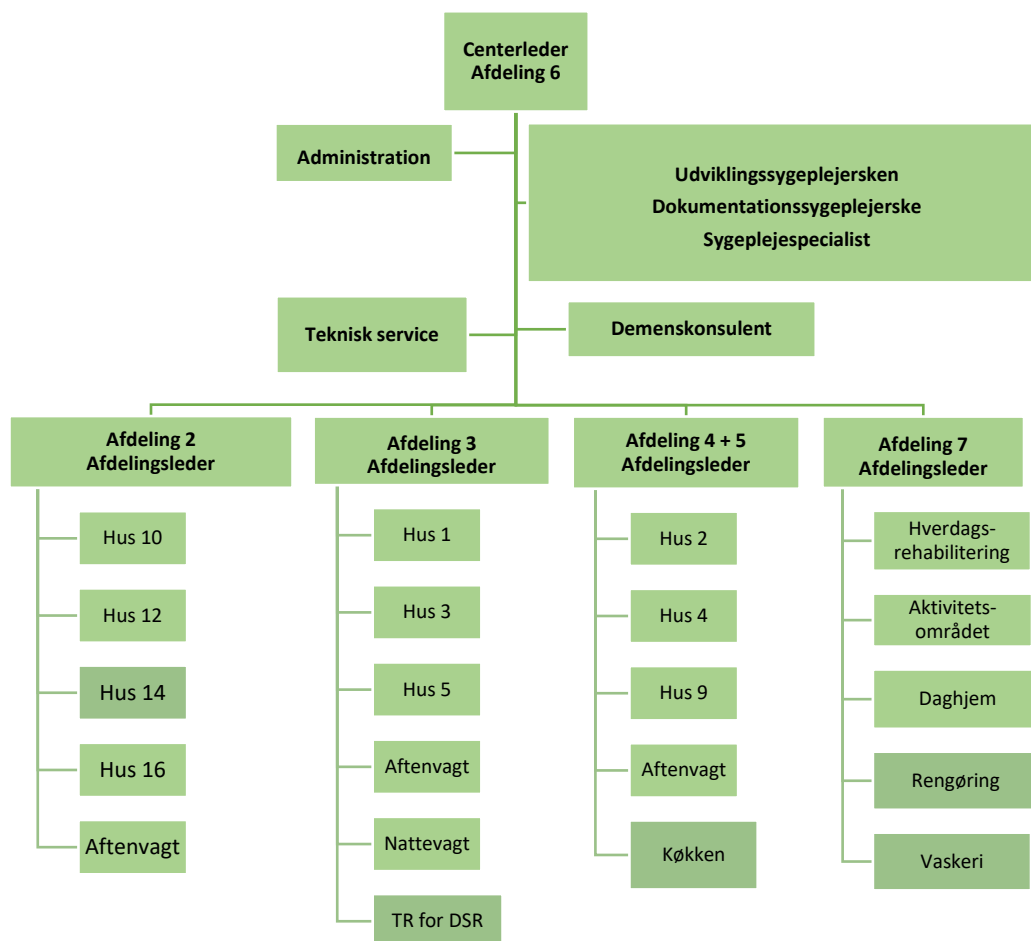 Centerleder
Afdeling 6
Administration
Udviklingssygeplejersken
Dokumentationssygeplejerske
Sygeplejespecialist
Teknisk service
Demenskonsulent
Afdeling 2
Afdelingsleder
Hus 10
Hus 12
Hus 14
Hus 16
Aftenvagt
Afdeling 3
Afdelingsleder
Hus 1
Hus 3
Hus 5
Aftenvagt
Nattevagt
TR for DSR
Afdeling 4 + 5
Afdelingsleder
Hus 2
Hus 4
Hus 9
Aftenvagt
Køkken
Afdeling 7
Afdelingsleder
Hverdags-
rehabilitering
Aktivitets-
området
Daghjem
Rengøring
Vaskeri